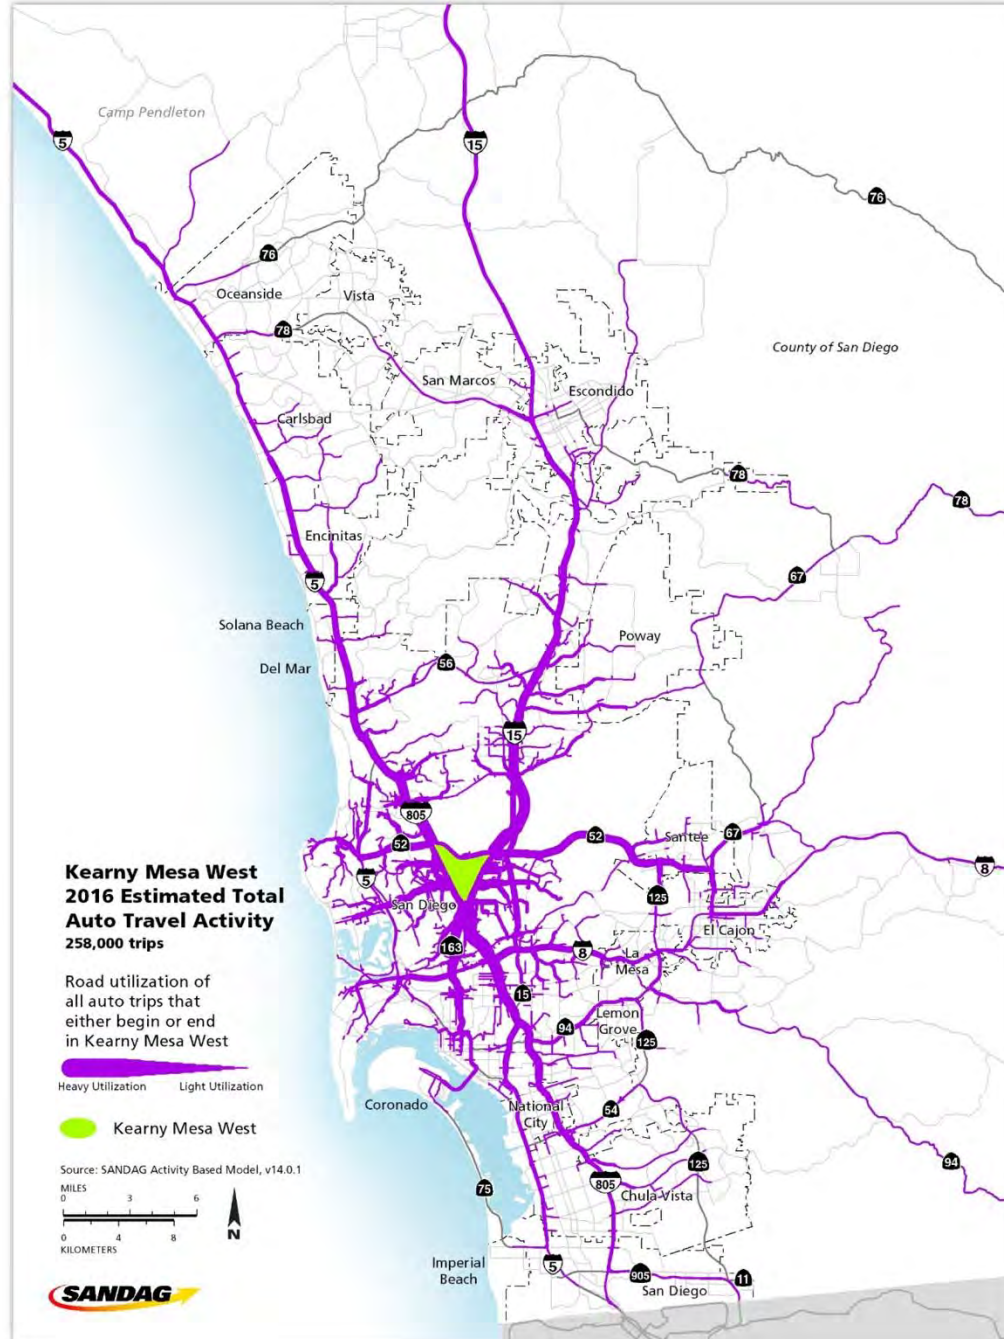 Camp Pendleton
5
15
76
76
Oceanside
Vista
78
County of San Diego
San Marcos
Escondido
Carlsbad
78
78
Encinitas
5
67
Solana Beach
Poway
Del Mar
56
15
805
52
52
Santee
67
8
5
125
San Diego
El Cajon
163
8
La
Mesa
15
94
Lemon
Grove
125
Coronado
National
City
54
125
94
75
805
Chula Vista
Imperial
Beach
5
905
11
San Diego
Kearny Mesa West
2016 Estimated Total
Auto Travel Activity
258,000 trips
Road utilization of
all auto trips that
either begin or end
in Kearny Mesa West
Heavy Utilization Light Utilization
Kearny Mesa West
Source: SANDAG Activity Based Model, v14.0.1
MILES
0 3 6
0 4 8
KILOMETERS
N
SANDAG